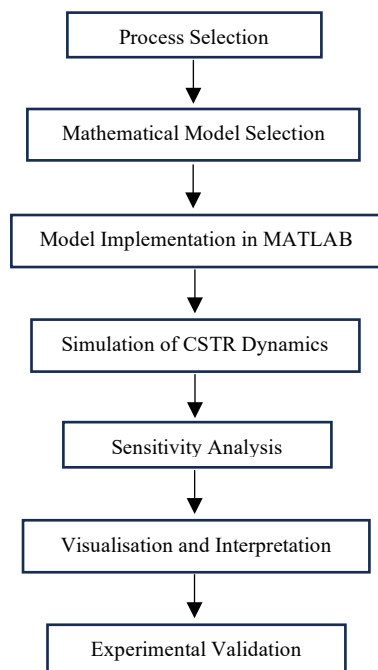 Process Selection
Mathematical Model Selection
Model Implementation in MATLAB
Simulation of CSTR Dynamics
Sensitivity Analysis
Visualisation and Interpretation
Experimental Validation